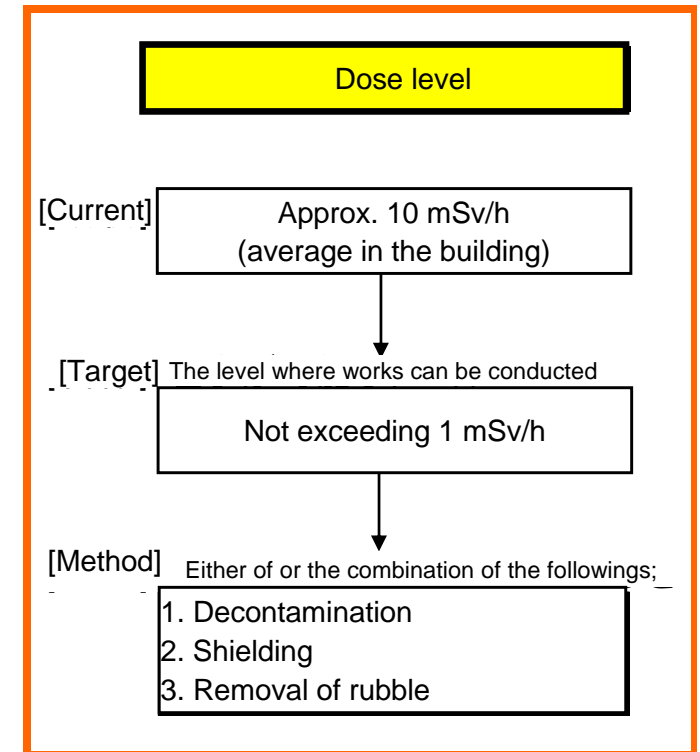 Dose level
[Current]
Approx. 10 mSv/h
(average in the building)
[Target] The level where works can be conducted
Not exceeding 1 mSv/h
[Method] Either of or the combination of the followings;
1. Decontamination
2. Shielding
3. Removal of rubble